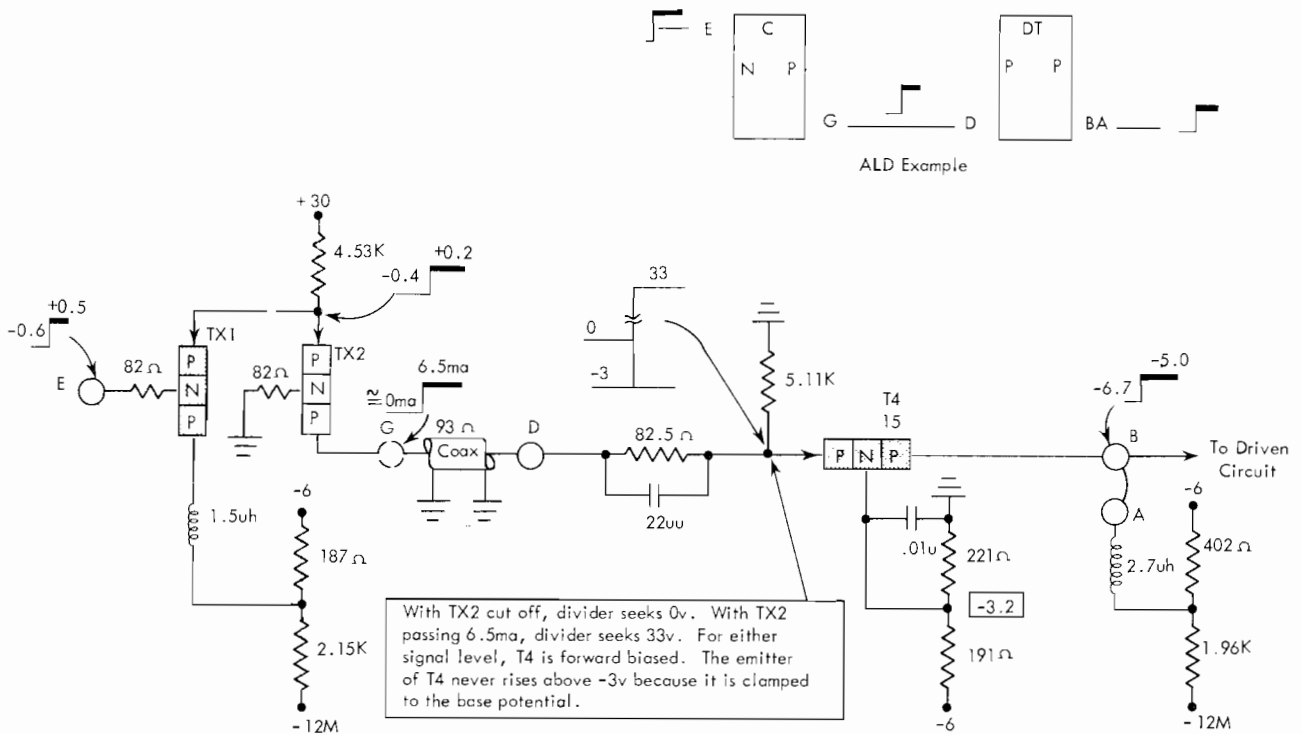 E
C
N P
G
D
DT
P P
BA
ALD Example
+30
4.53K
-0.4
+0.2
33
0
-3
-0.6
+0.5
E
82Ω
TX1
P
N
P
82Ω
TX2
P
N
P
≅ 0ma
6.5ma
G
93 Ω
Coax
D
82.5 Ω
22uu
5.11K
T4
15
P N P
-6.7
-5.0
B
To Driven
Circuit
A
1.5uh
-6
187 Ω
2.15K
-12M
.01u
221Ω
-3.2
191Ω
-6
2.7uh
-6
402 Ω
1.96K
-12M
With TX2 cut off, divider seeks 0v. With TX2
passing 6.5ma, divider seeks 33v. For either
signal level, T4 is forward biased. The emitter
of T4 never rises above -3v because it is clamped
to the base potential.